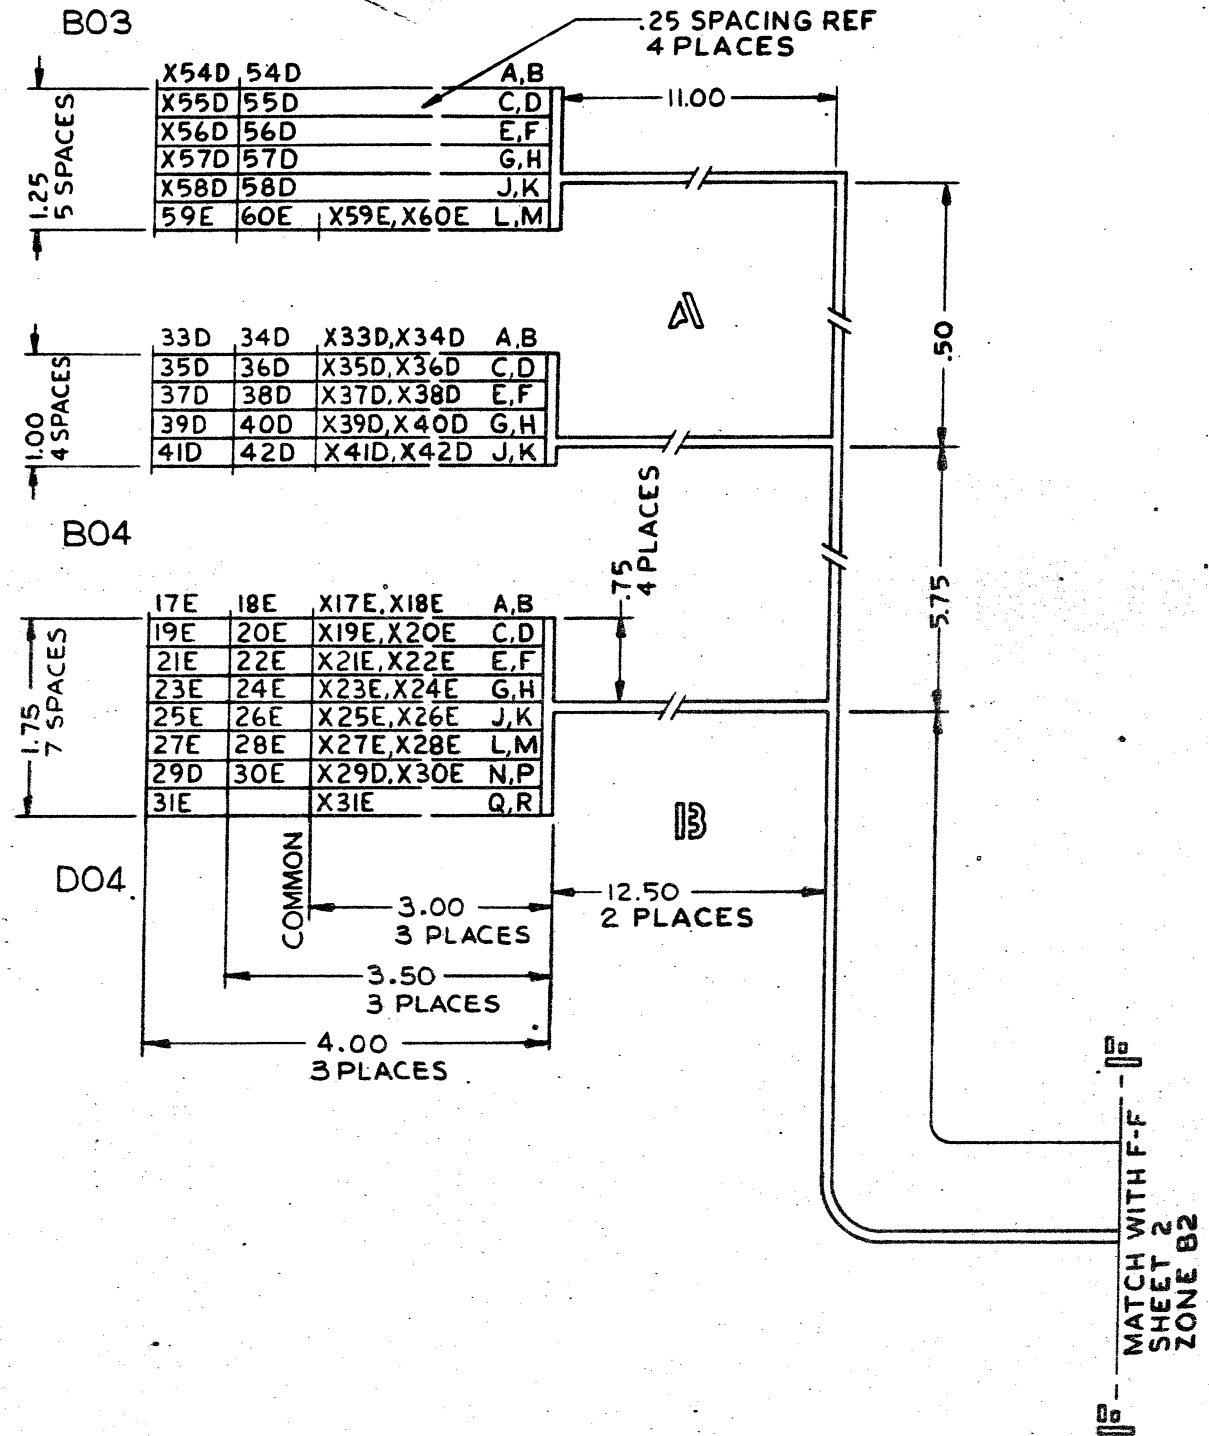 B03
.25 SPACING REF
4 PLACES
X54D 54D A,B
X55D 55D C,D
X56D 56D E,F
X57D 57D G,H
X58D 58D J,K
59E 60E X59E,X60E L,M
1.25
5 SPACES
11.00
.50
A
33D 34D X33D,X34D A,B
35D 36D X35D,X36D C,D
37D 38D X37D,X38D E,F
39D 40D X39D,X40D G,H
41D 42D X41D,X42D J,K
1.00
4 SPACES
B04
.75
4 PLACES
5.75
17E 18E X17E,X18E A,B
19E 20E X19E,X20E C,D
21E 22E X21E,X22E E,F
23E 24E X23E,X24E G,H
25E 26E X25E,X26E J,K
27E 28E X27E,X28E L,M
29D 30E X29D,X30E N,P
31E X31E Q,R
1.75
7 SPACES
B
D04
COMMON
3.00
3 PLACES
12.50
2 PLACES
3.50
3 PLACES
4.00
3 PLACES
MATCH WITH F-F
SHEET 2
ZONE B2